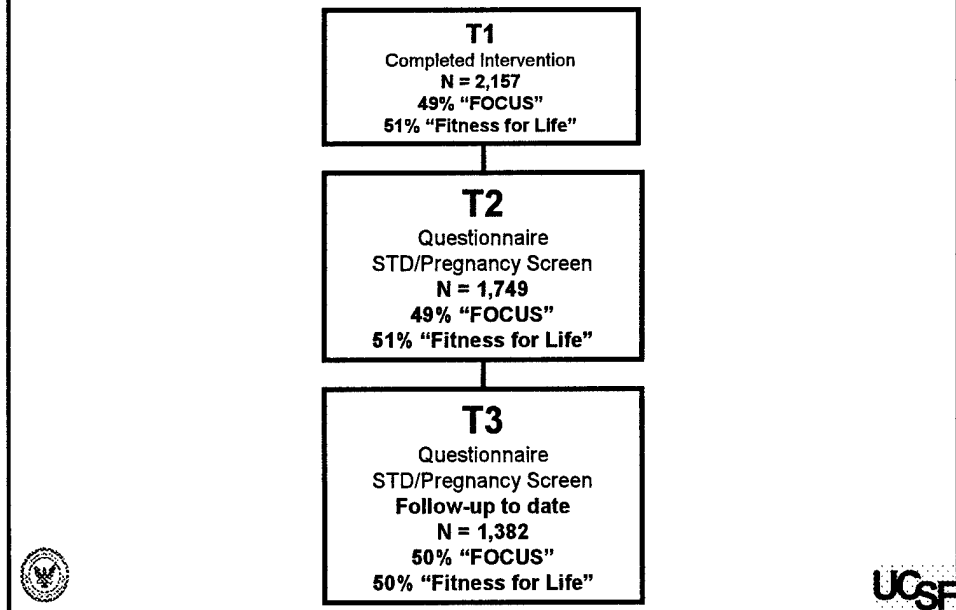 T1
Completed Intervention
N = 2,157
49% “FOCUS”
51% “Fitness for Life”
T2
Questionnaire
STD/Pregnancy Screen
N = 1,749
49% “FOCUS”
51% “Fitness for Life”
T3
Questionnaire
STD/Pregnancy Screen
Follow-up to date
N = 1,382
50% “FOCUS”
50% “Fitness for Life”
UCSF